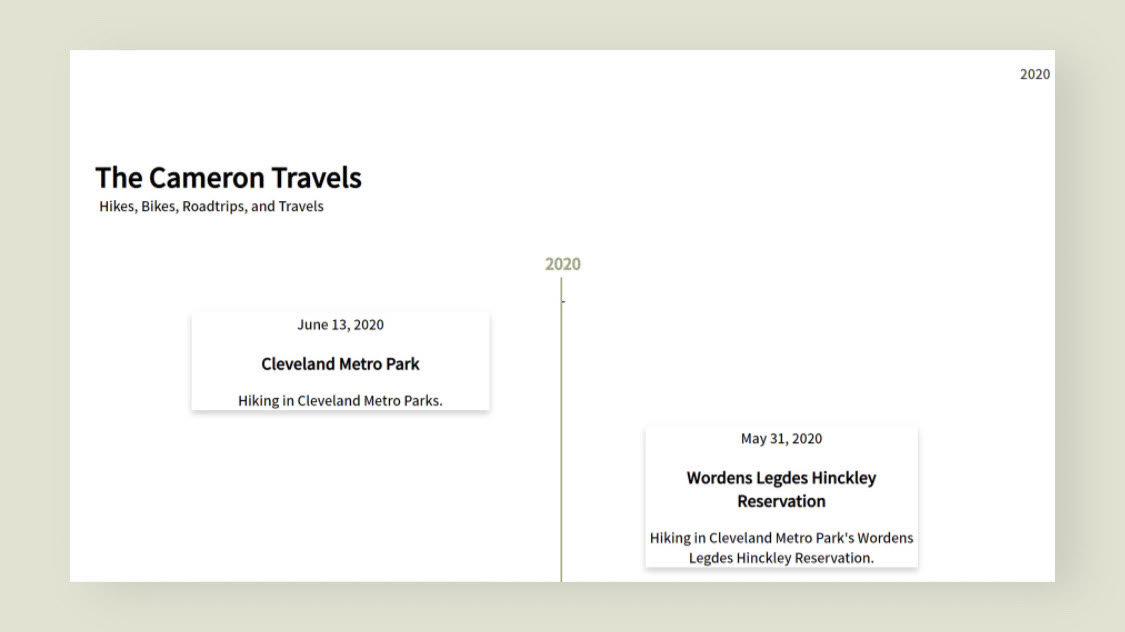 2020
The Cameron Travels
Hikes, Bikes, Roadtrips, and Travels
2020
-
June 13, 2020
Cleveland Metro Park
Hiking in Cleveland Metro Parks.
May 31, 2020
Wordens Legdes Hinckley
Reservation
Hiking in Cleveland Metro Park's Wordens
Legdes Hinckley Reservation.